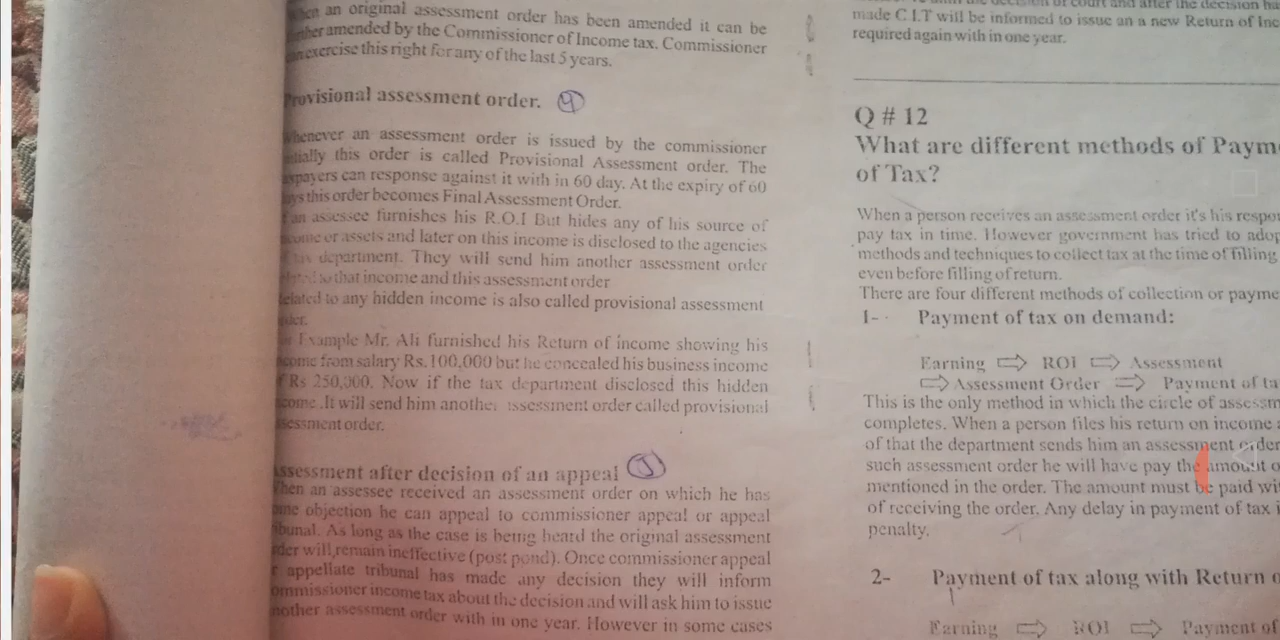 an original assessment order has been amended it can be
amended by the Commissioner of Income tax. Commissioner
exercise this right for any of the last 5 years.
Provisional assessment order. 4
Whenever an assessment order is issued by the commissioner
this order is called Provisional Assessment order. The
can response against it with in 60 day. At the expiry of 60
this order becomes Final Assessment Order.
an assessee furnishes his R.O.I But hides any of his source of
or assets and later on this income is disclosed to the agencies
department. They will send him another assessment order
to that income and this assessment order
related to any hidden income is also called provisional assessment
Example Mr. Ali furnished his Return of income showing his
from salary Rs.100,000 but he concealed his business income
Rs 250,000. Now if the tax department disclosed this hidden
.It will send him another assessment order called provisional
assessment order.
Assessment after decision of an appeal
When an assessee received an assessment order on which he has
objection he can appeal to commissioner appeal or appeal
As long as the case is being heard the original assessment
will remain ineffective (post pond). Once commissioner appeal
appellate tribunal has made any decision they will inform
income tax about the decision and will ask him to issue
another assessment order with in one year. However in some cases
of court and after the decision
made C.I.T will be informed to issue an a new Return of
required again with in one year.
Q # 12
What are different methods of
of Tax?
When a person receives an assessment order it's his
pay tax in time. However government has tried to
methods and techniques to collect tax at the time of filling
even before filling of return.
There are four different methods of collection or
1- Payment of tax on demand:
Earning ⇨ ROI ⇨ Assessment
⇨ Assessment Order ⇨ Payment of
This is the only method in which the circle of
completes. When a person files his return on income
of that the department sends him an assessment order
such assessment order he will have pay the amount
mentioned in the order. The amount must be paid
of receiving the order. Any delay in payment of tax
penalty.
2- Payment of tax along with Return
Earning ⇨ ROI ⇨ Payment of